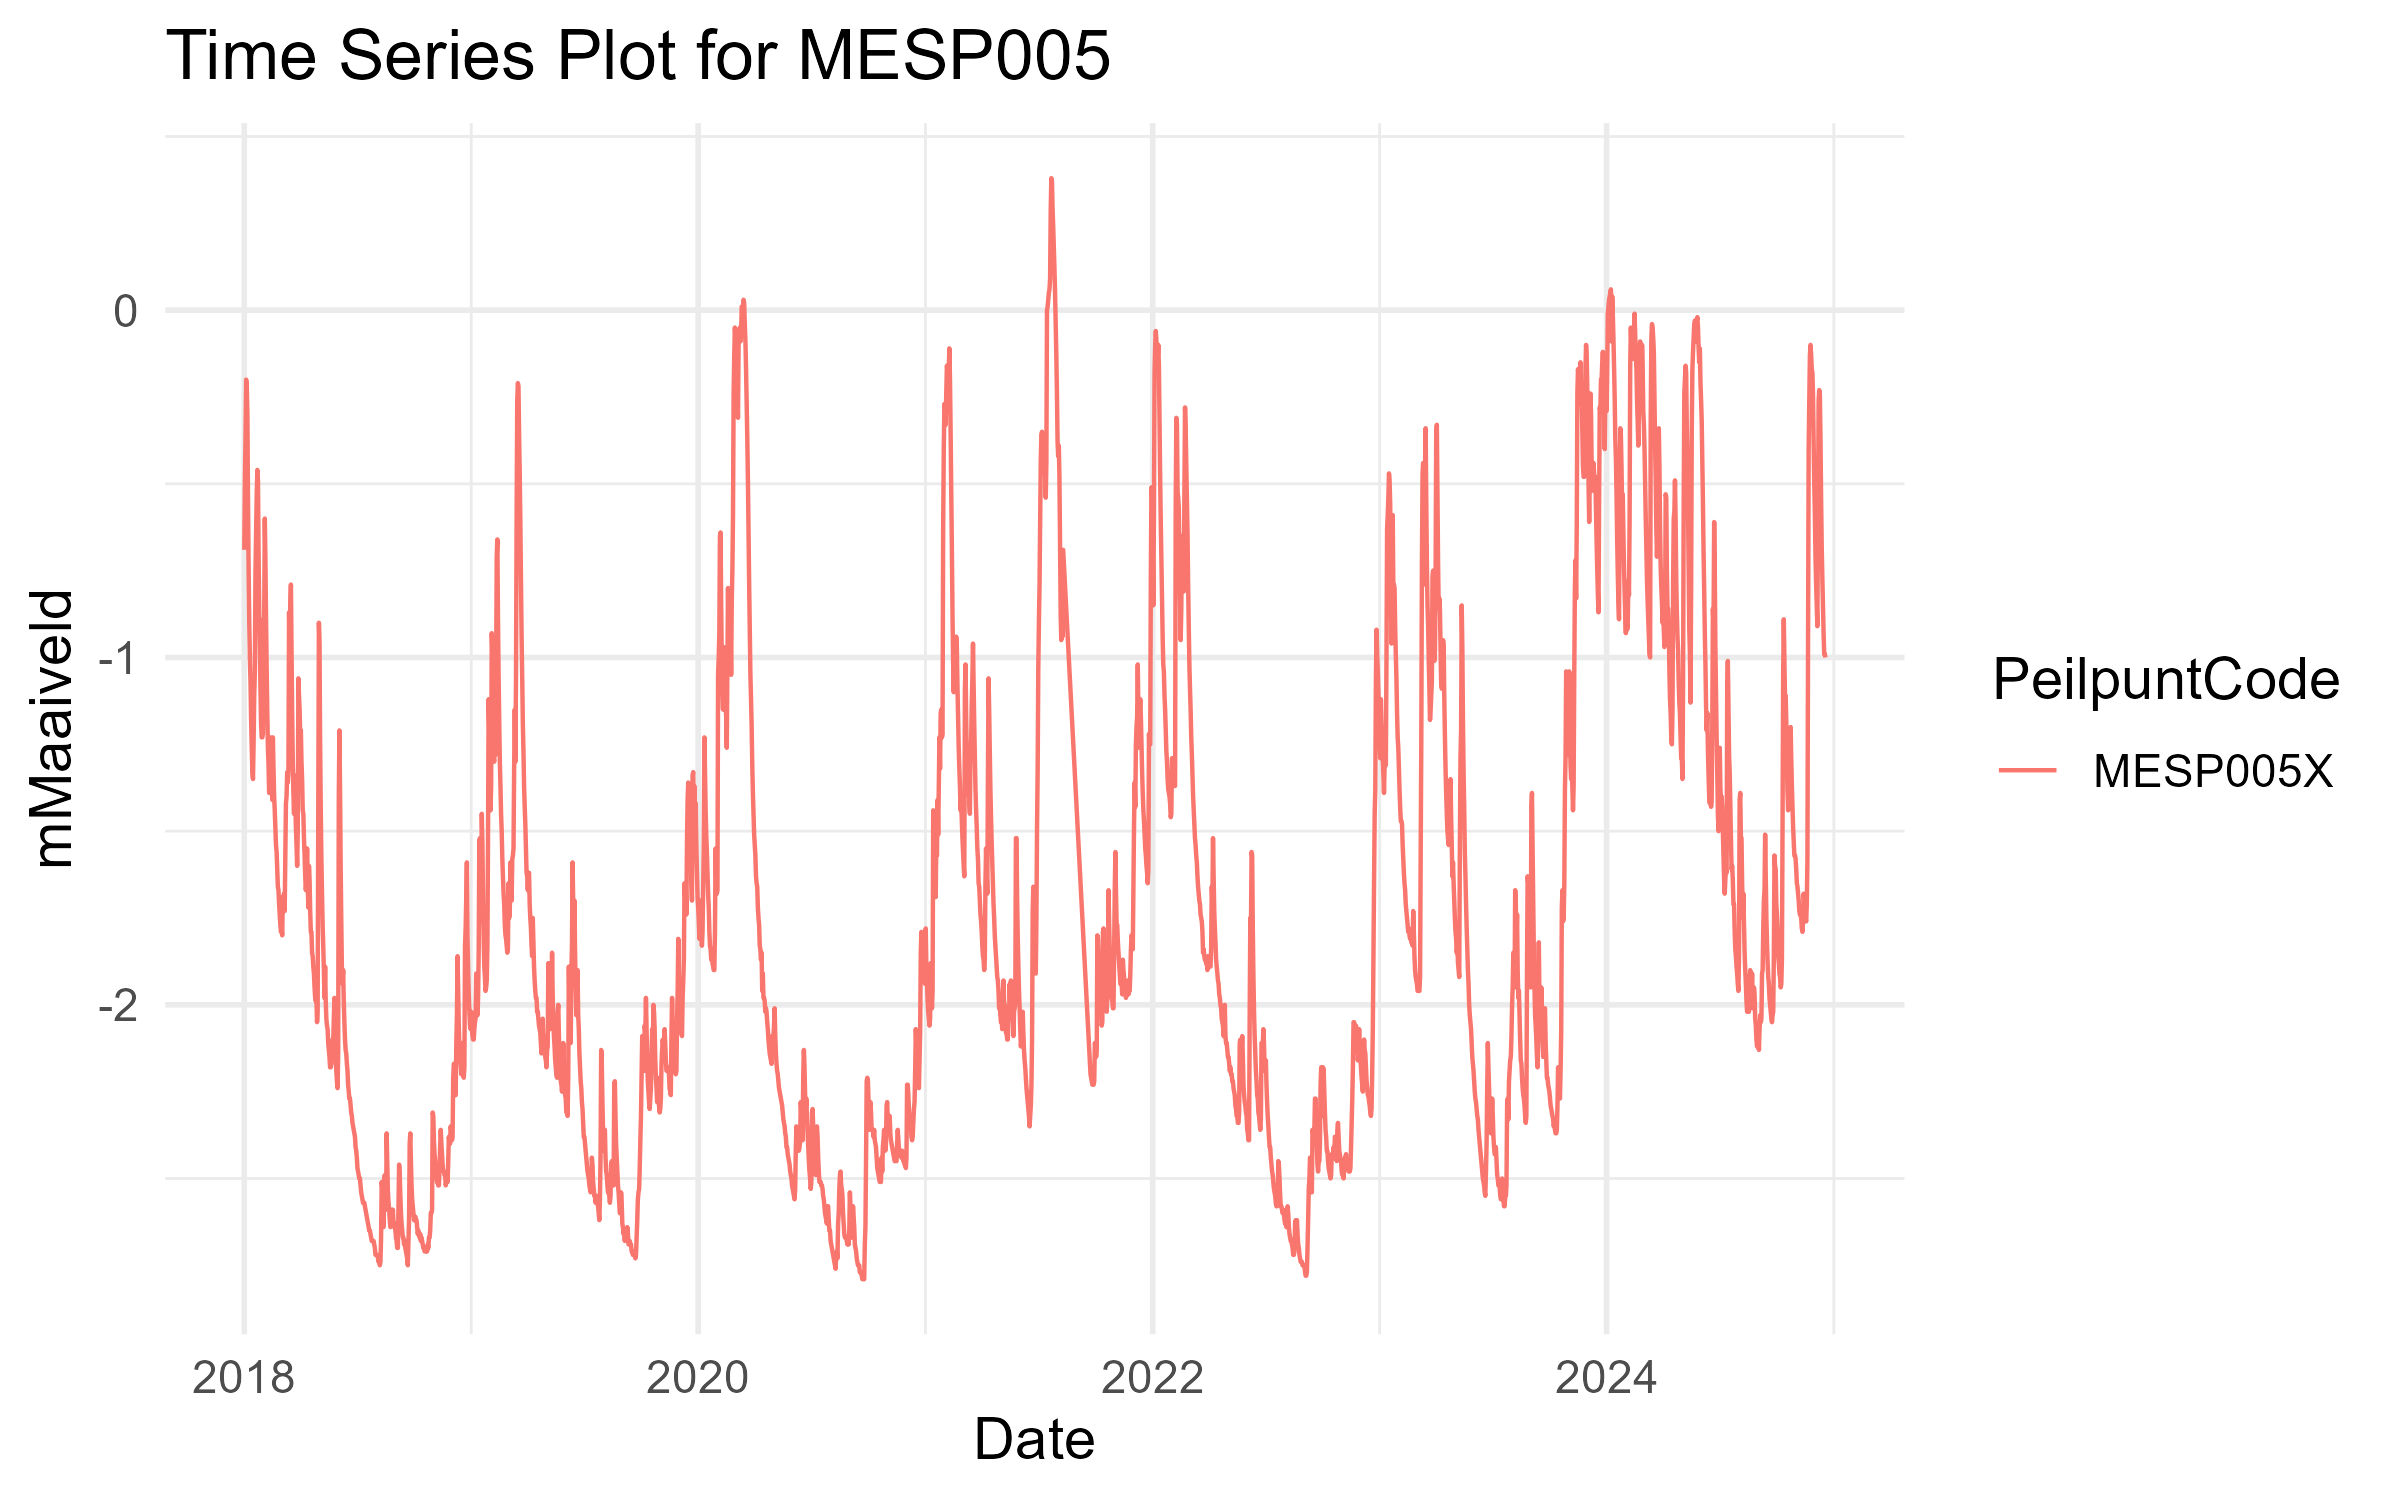 Time Series Plot for MESP005
mMaaiveld
0
-1
-2
2018 2020 2022 2024
Date
PeilpuntCode
MESP005X